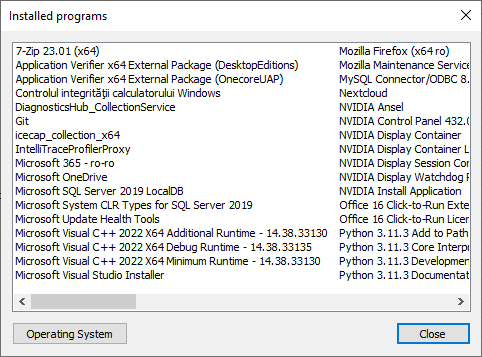 Installed programs
7-Zip 23.01 (x64)
Application Verifier x64 External Package (DesktopEditions)
Application Verifier x64 External Package (OnecoreUAP)
Controlul integrității calculatorului Windows
DiagnosticsHub_CollectionService
Git
icecap_collection_x64
IntelliTraceProfilerProxy
Microsoft 365 - ro-ro
Microsoft OneDrive
Microsoft SQL Server 2019 LocalDB
Microsoft System CLR Types for SQL Server 2019
Microsoft Update Health Tools
Microsoft Visual C++ 2022 X64 Additional Runtime - 14.38.33130
Microsoft Visual C++ 2022 X64 Debug Runtime - 14.38.33135
Microsoft Visual C++ 2022 X64 Minimum Runtime - 14.38.33130
Microsoft Visual Studio Installer
Mozilla Firefox (x64 ro)
Mozilla Maintenance Service
MySQL Connector/ODBC 8.
Nextcloud
NVIDIA Ansel
NVIDIA Control Panel 432.0
NVIDIA Display Container
NVIDIA Display Container L
NVIDIA Display Session Con
NVIDIA Display Watchdog P
NVIDIA Install Application
Office 16 Click-to-Run Exte
Office 16 Click-to-Run Licen
Python 3.11.3 Add to Path
Python 3.11.3 Core Interp
Python 3.11.3 Developmen
Python 3.11.3 Documentat
Operating System
Close